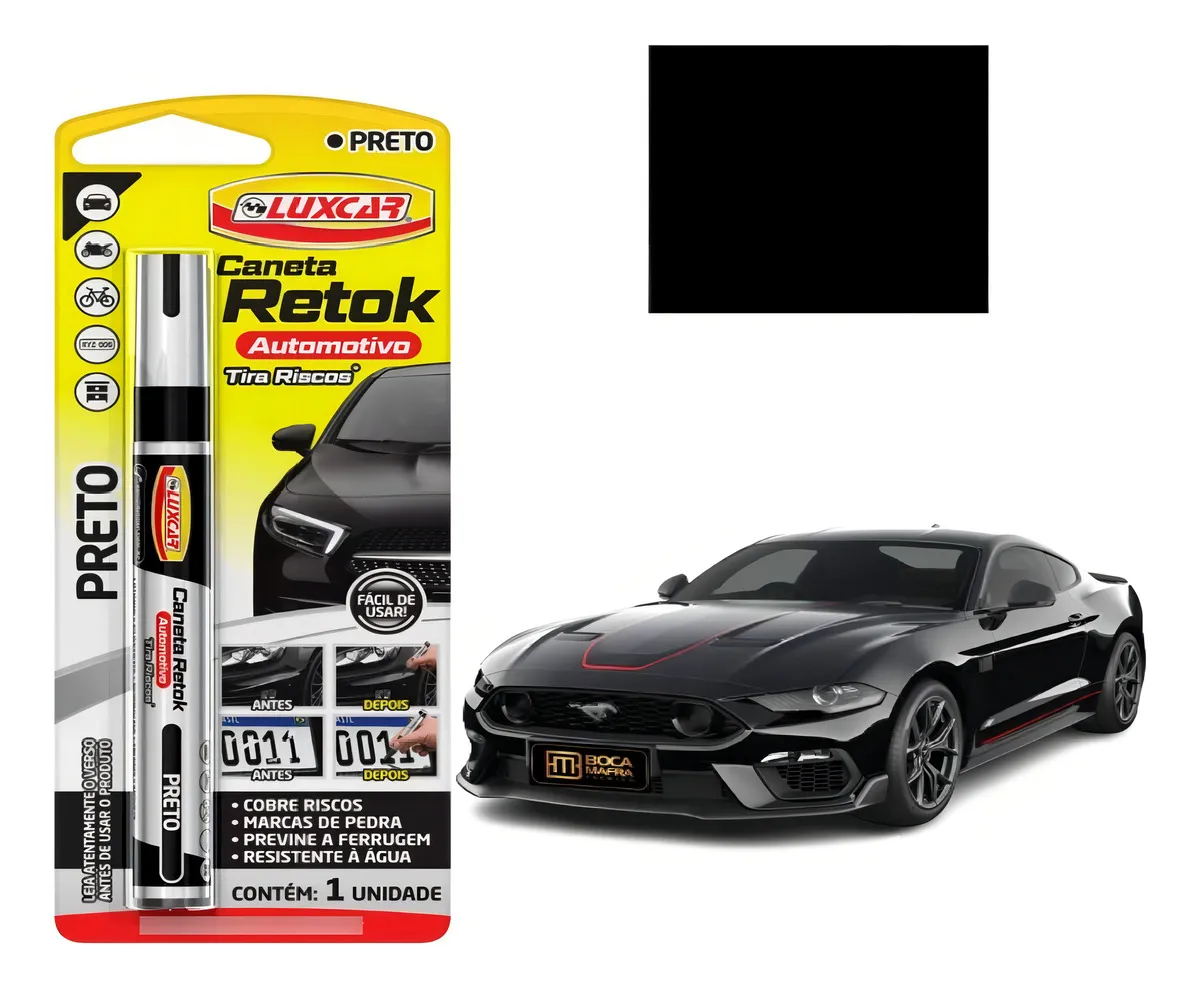 PRETO
LUXCAR
Caneta
Retok
Automotivo
Tira Riscos
PRETO
LUXCAR
Caneta Retok
Automotivo
Tira Riscos
PRETO
FÁCIL DE
USAR!
ANTES
DEPOIS
0011
ANTES
DEPOIS
LEIA ATENTAMENTE O VERSO
ANTES DE USAR O PRODUTO
• COBRE RISCOS
• MARCAS DE PEDRA
• PREVINE A FERRUGEM
• RESISTENTE À ÁGUA
CONTÉM: 1 UNIDADE
BOCA
MAFRA